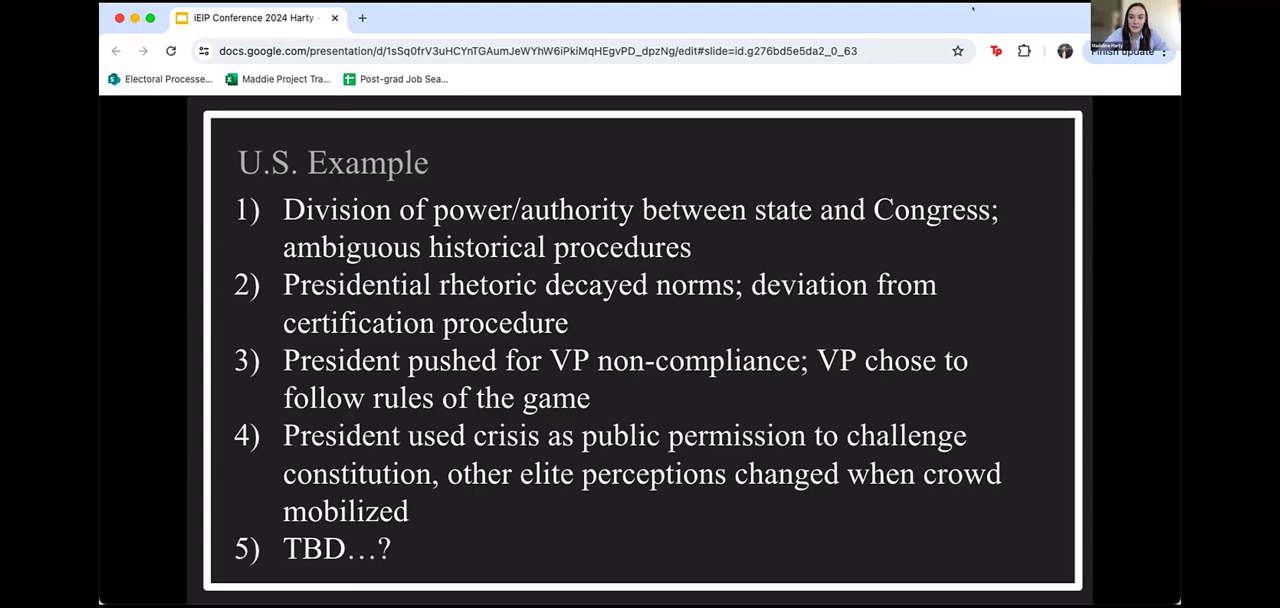 iEIP Conference 2024 Harty
docs.google.com/presentation/d/1sSq0frV3uHCYnTGAumJeWYhW6iPkiMqHEgvPD_dpzNg/edit#slide=id.g276bd5e5da2_0_63
Tp
Finish update
Madeline Harty
Electoral Processe...
Maddie Project Tra...
Post-grad Job Sea...
U.S. Example
1) Division of power/authority between state and Congress;
ambiguous historical procedures
2) Presidential rhetoric decayed norms; deviation from
certification procedure
3) President pushed for VP non-compliance; VP chose to
follow rules of the game
4) President used crisis as public permission to challenge
constitution, other elite perceptions changed when crowd
mobilized
5) TBD…?